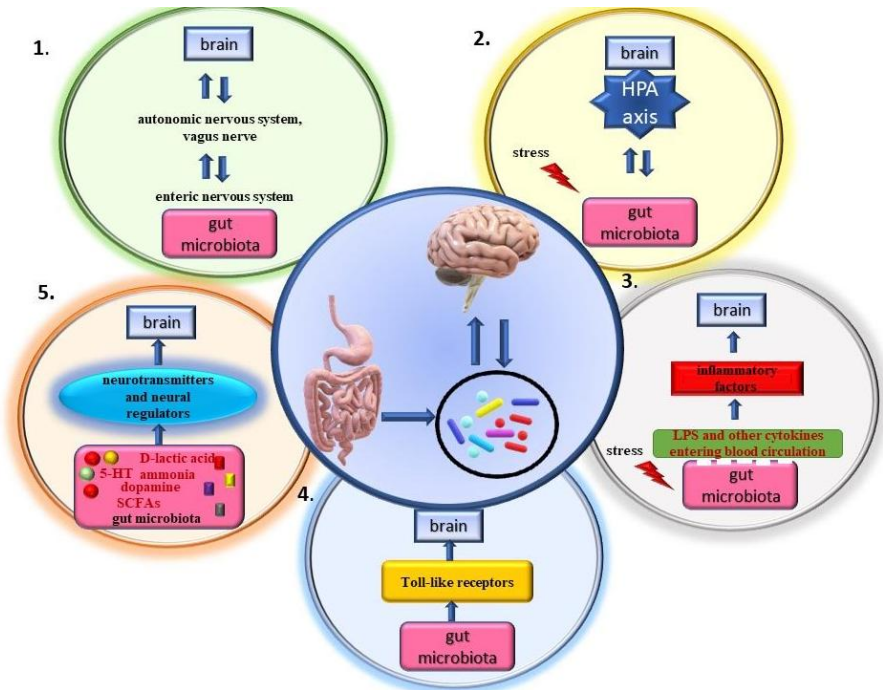 1.
brain
autonomic nervous system,
vagus nerve
enteric nervous system
gut
microbiota
2.
brain
HPA
axis
stress
gut
microbiota
3.
brain
inflammatory
factors
LPS and other cytokines
entering blood circulation
stress
gut
microbiota
4.
brain
Toll-like receptors
gut
microbiota
5.
brain
neurotransmitters
and neural
regulators
D-lactic acid
5-HT ammonia
dopamine
SCFAs
gut microbiota